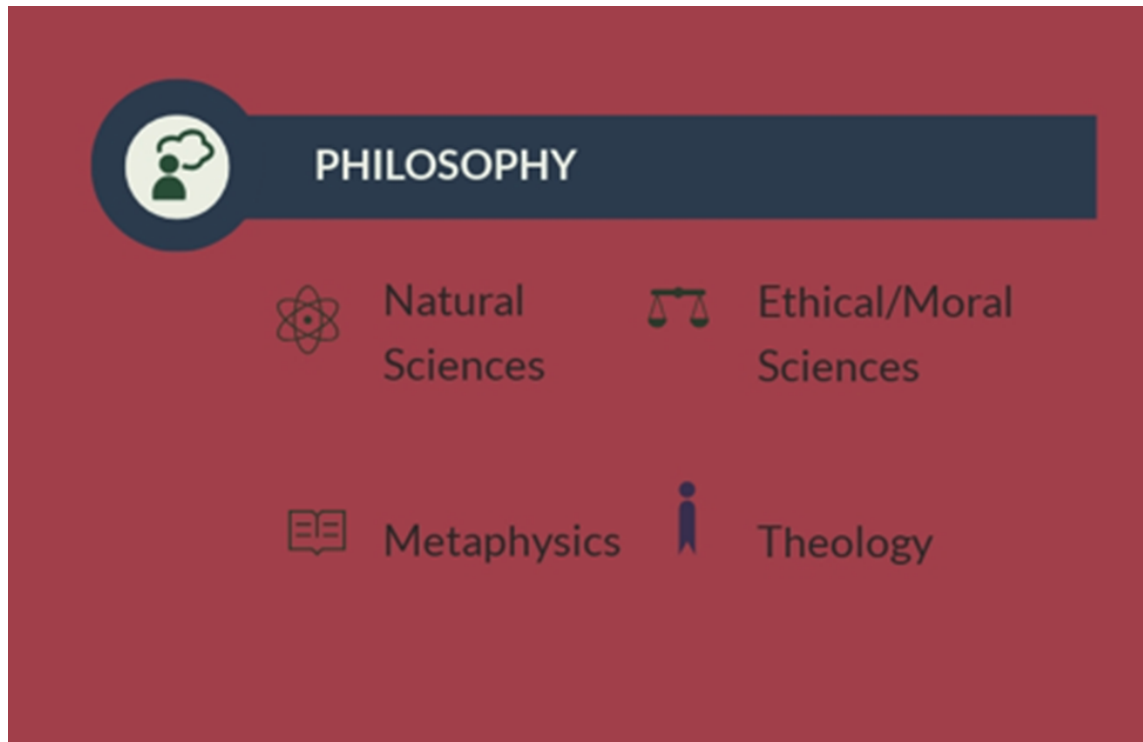 PHILOSOPHY
Natural
Sciences
Ethical/Moral
Sciences
Metaphysics
Theology